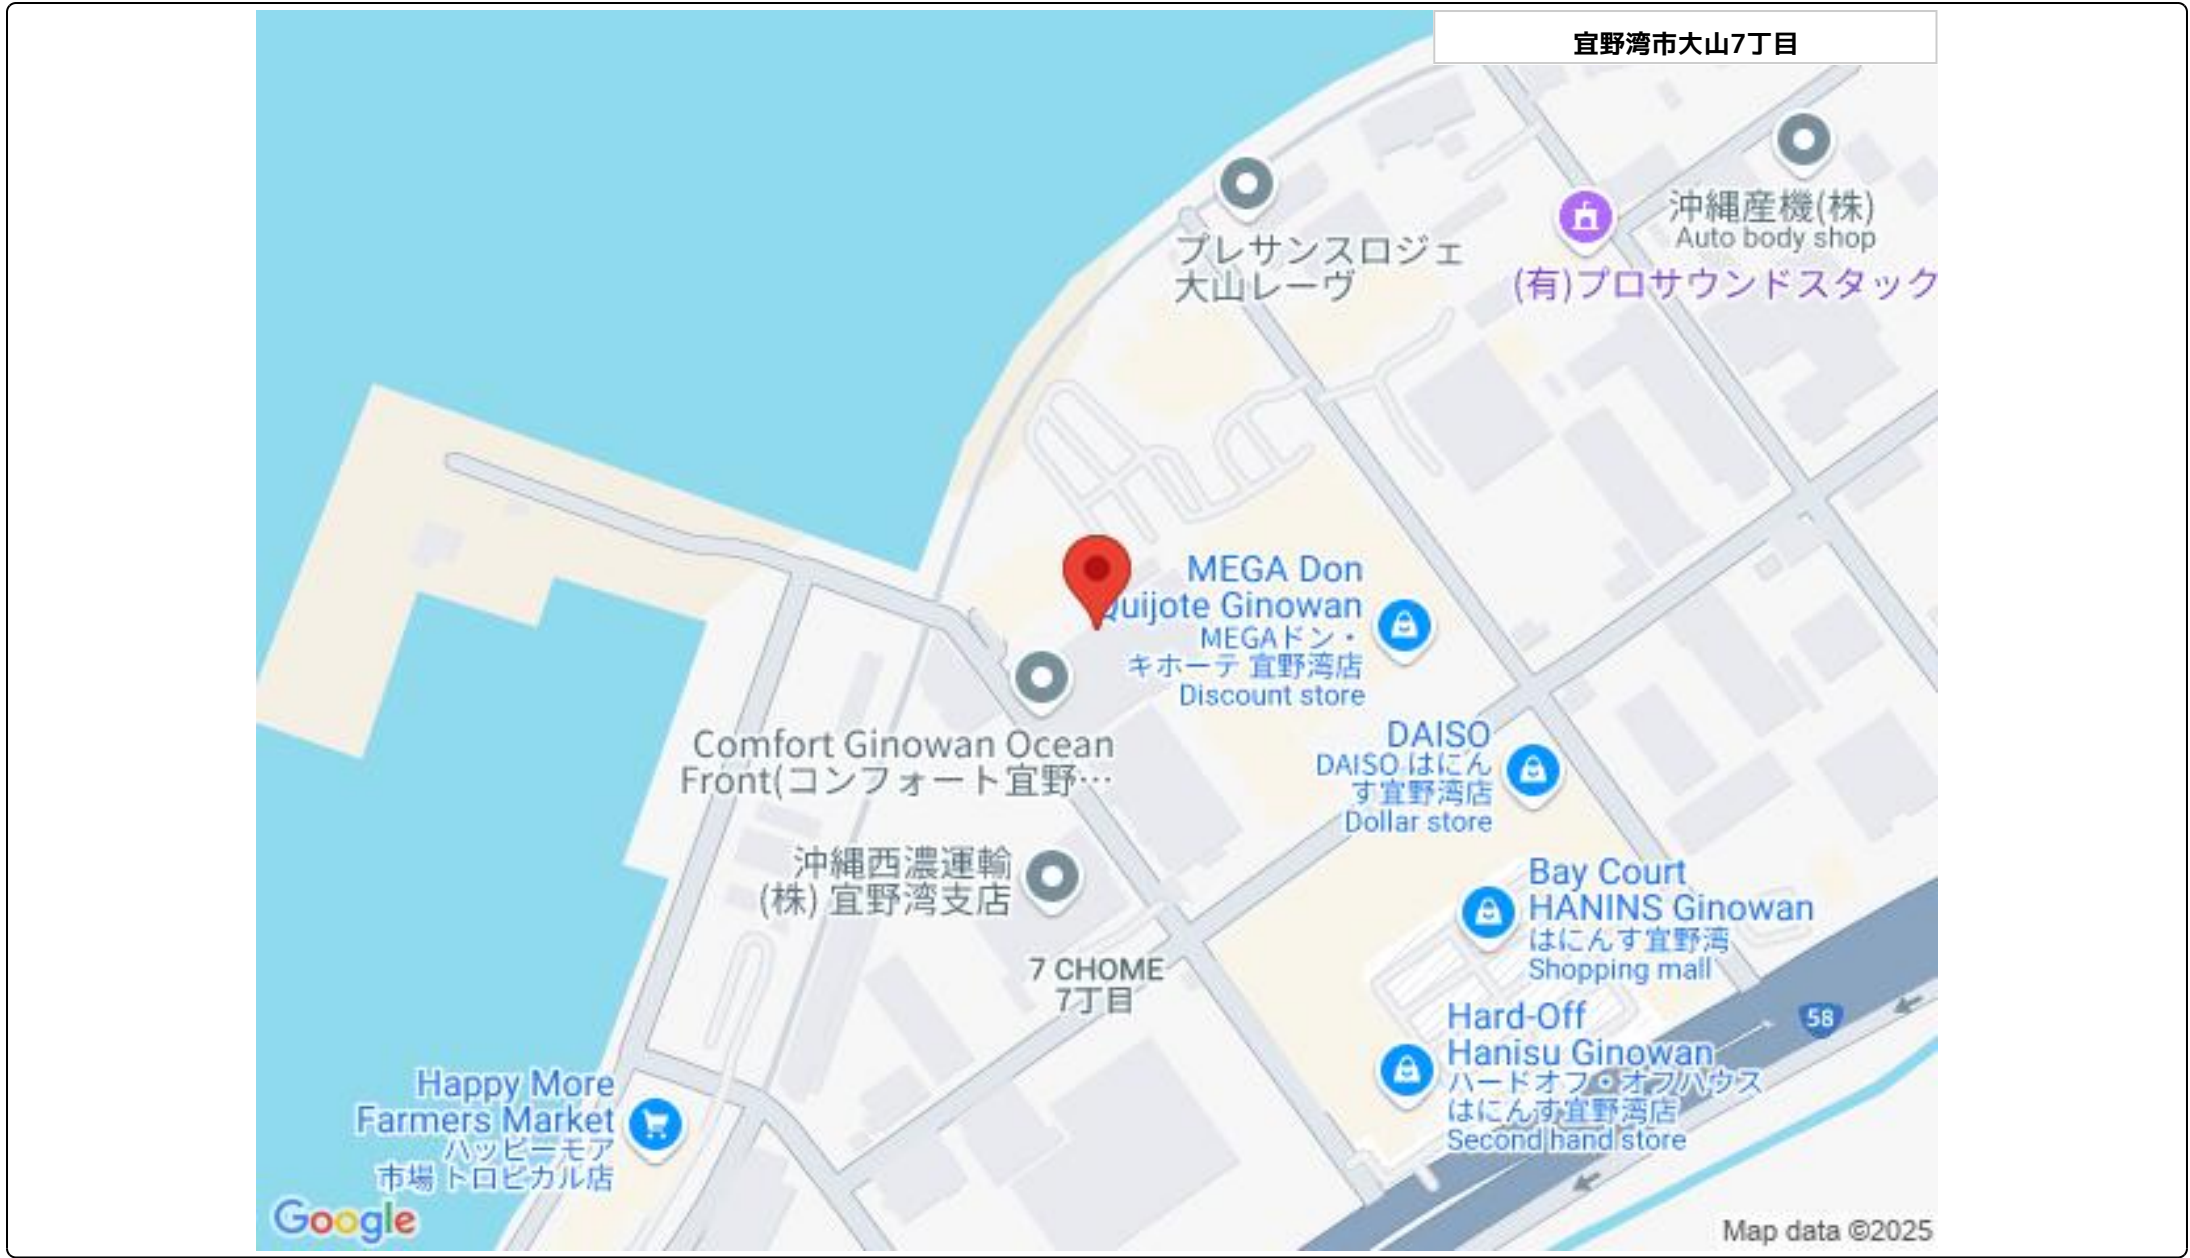 宜野湾市大山7丁目
プレサンスロジェ
大山レーヴ
沖縄産機(株)
Auto body shop
(有)プロサウンドスタック
MEGA Don
Quijote Ginowan
MEGAドン・
キホーテ 宜野湾店
Discount store
Comfort Ginowan Ocean
Front(コンフォート宜野…
DAISO
DAISO はにん
す宜野湾店
Dollar store
沖縄西濃運輸
(株) 宜野湾支店
Bay Court
HANINS Ginowan
はにんす宜野湾
Shopping mall
7 CHOME
7丁目
58
Hard-Off
Hanisu Ginowan
ハードオフ・オフハウス
はにんす宜野湾店
Second hand store
Happy More
Farmers Market
ハッピーモア
市場 トロピカル店
Google
Map data ©2025